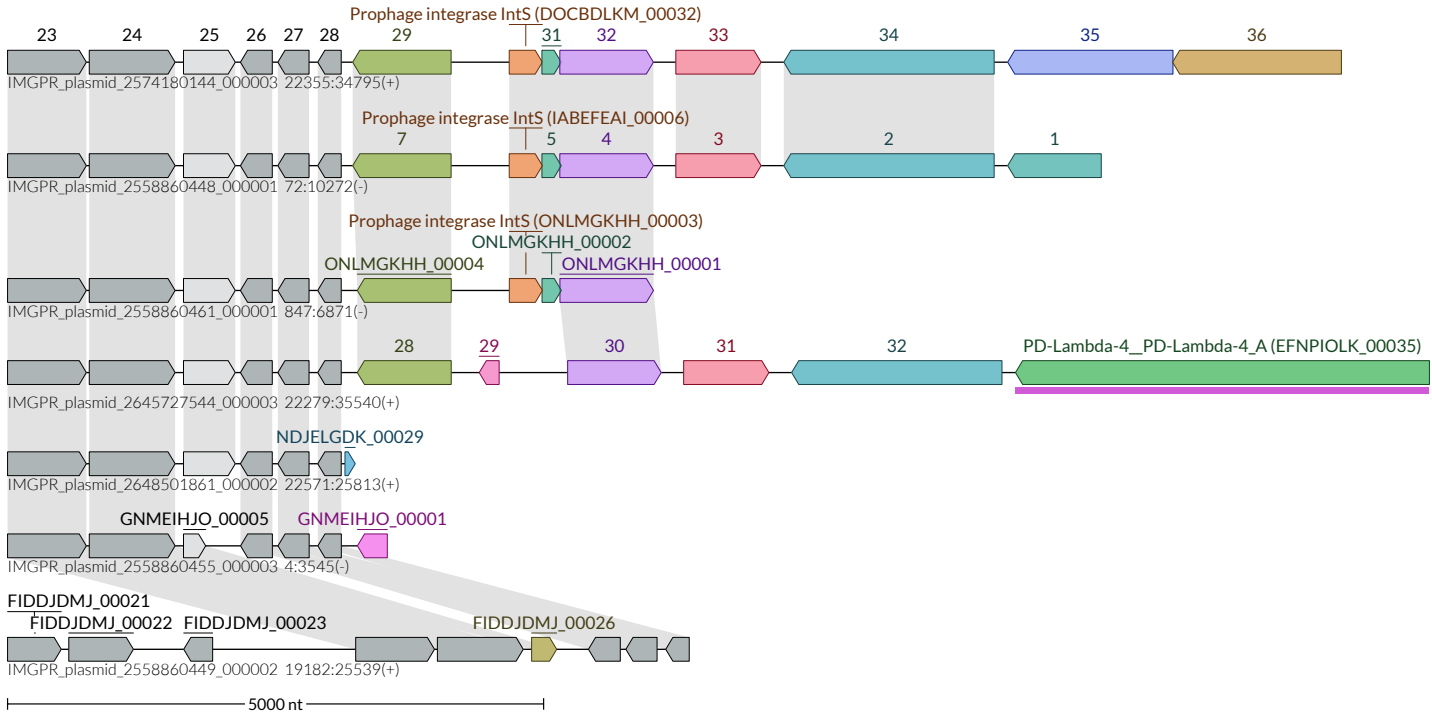 Prophage integrase IntS (DOCBDLKM_00032)
23 24 25 26 27 28 29 31 32 33 34 35 36
IMGPR_plasmid_2574180144_000003 22355:34795(+)
Prophage integrase IntS (IABEFEAI_00006)
7 5 4 3 2 1
IMGPR_plasmid_2558860448_000001 72:10272(-)
Prophage integrase IntS (ONLMGKHH_00003)
ONLMGKHH_00002
ONLMGKHH_00004 ONLMGKHH_00001
IMGPR_plasmid_2558860461_000001 847:6871(-)
28 29 30 31 32 PD-Lambda-4__PD-Lambda-4_A (EFNPIOLK_00035)
IMGPR_plasmid_2645727544_000003 22279:35540(+)
NDJELGDK_00029
IMGPR_plasmid_2648501861_000002 22571:25813(+)
GNMEIHJO_00005 GNMEIHJO_00001
IMGPR_plasmid_2558860455_000003 4:3545(-)
FIDDJDMJ_00021
FIDDJDMJ_00022 FIDDJDMJ_00023 FIDDJDMJ_00026
IMGPR_plasmid_2558860449_000002 19182:25539(+)
5000 nt